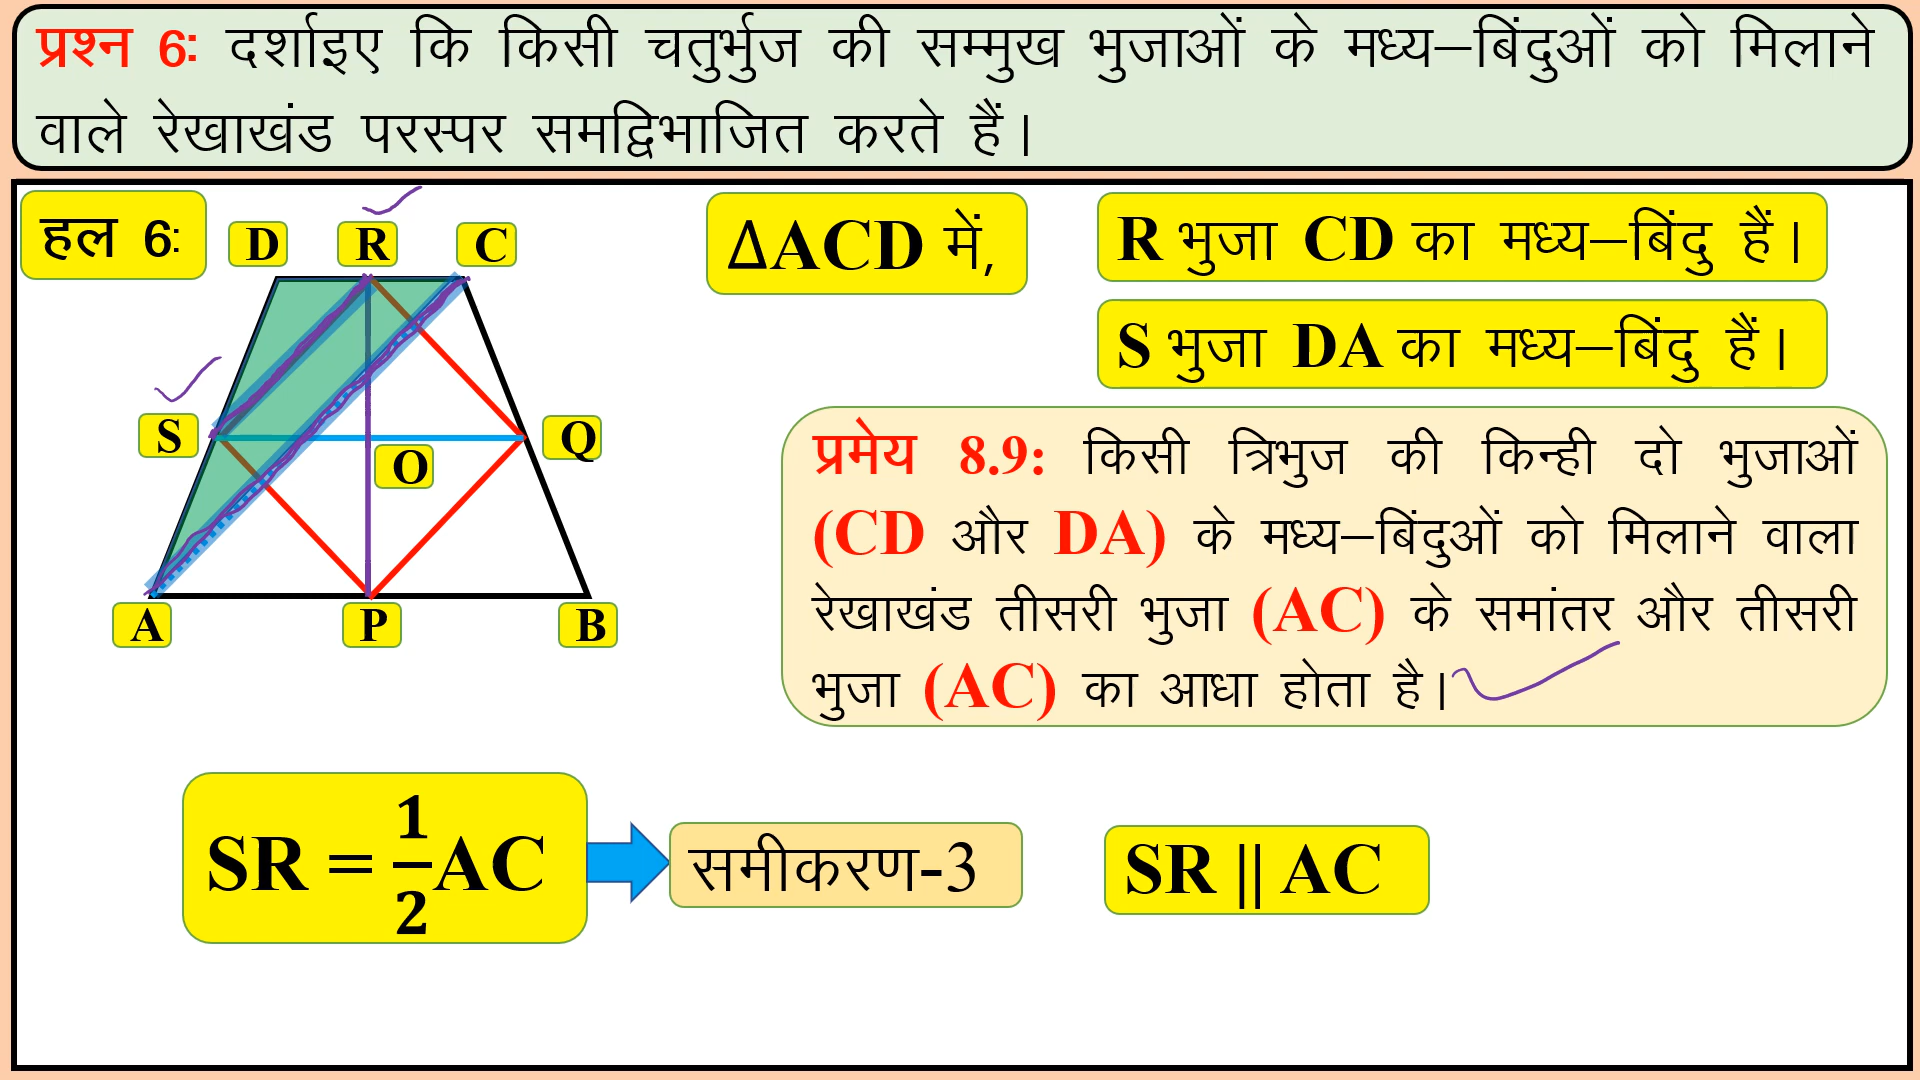 प्रश्न 6: दर्शाइए कि किसी चतुर्भुज की सम्मुख भुजाओं के मध्य–बिंदुओं को मिलाने
वाले रेखाखंड परस्पर समद्विभाजित करते हैं।
हल 6:
D R C
ΔACD में,
R भुजा CD का मध्य–बिंदु हैं।
S भुजा DA का मध्य–बिंदु हैं।
S O Q
A P B
प्रमेय 8.9: किसी त्रिभुज की किन्ही दो भुजाओं
(CD और DA) के मध्य–बिंदुओं को मिलाने वाला
रेखाखंड तीसरी भुजा (AC) के समांतर और तीसरी
भुजा (AC) का आधा होता है।
SR = 1/2 AC
समीकरण-3
SR || AC